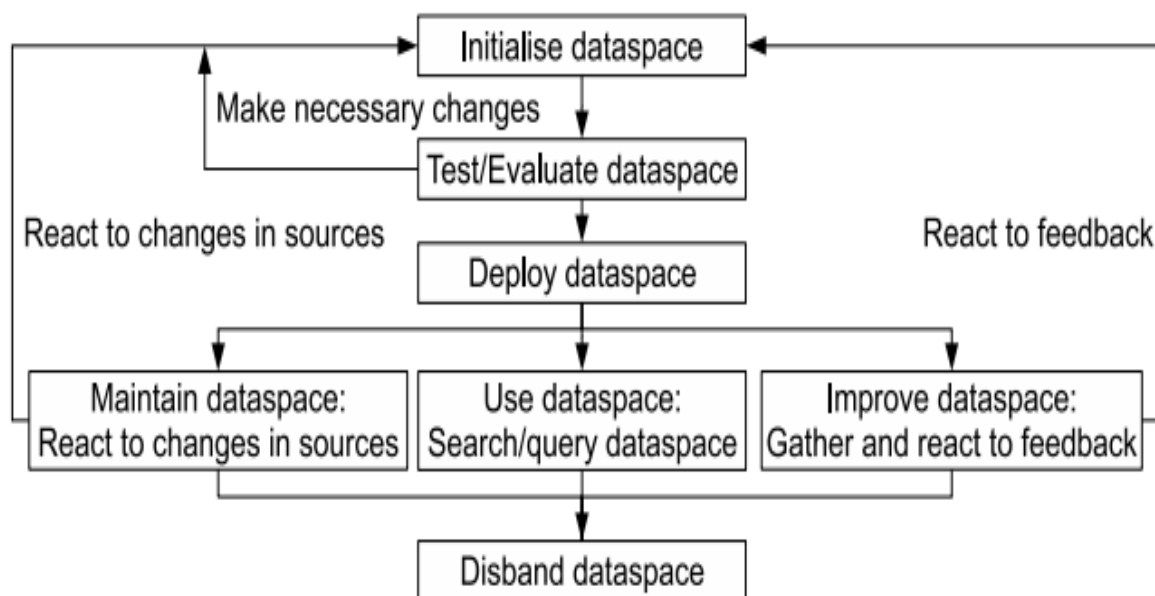 Initialise dataspace
Make necessary changes
Test/Evaluate dataspace
React to changes in sources
React to feedback
Deploy dataspace
Maintain dataspace:
React to changes in sources
Use dataspace:
Search/query dataspace
Improve dataspace:
Gather and react to feedback
Disband dataspace